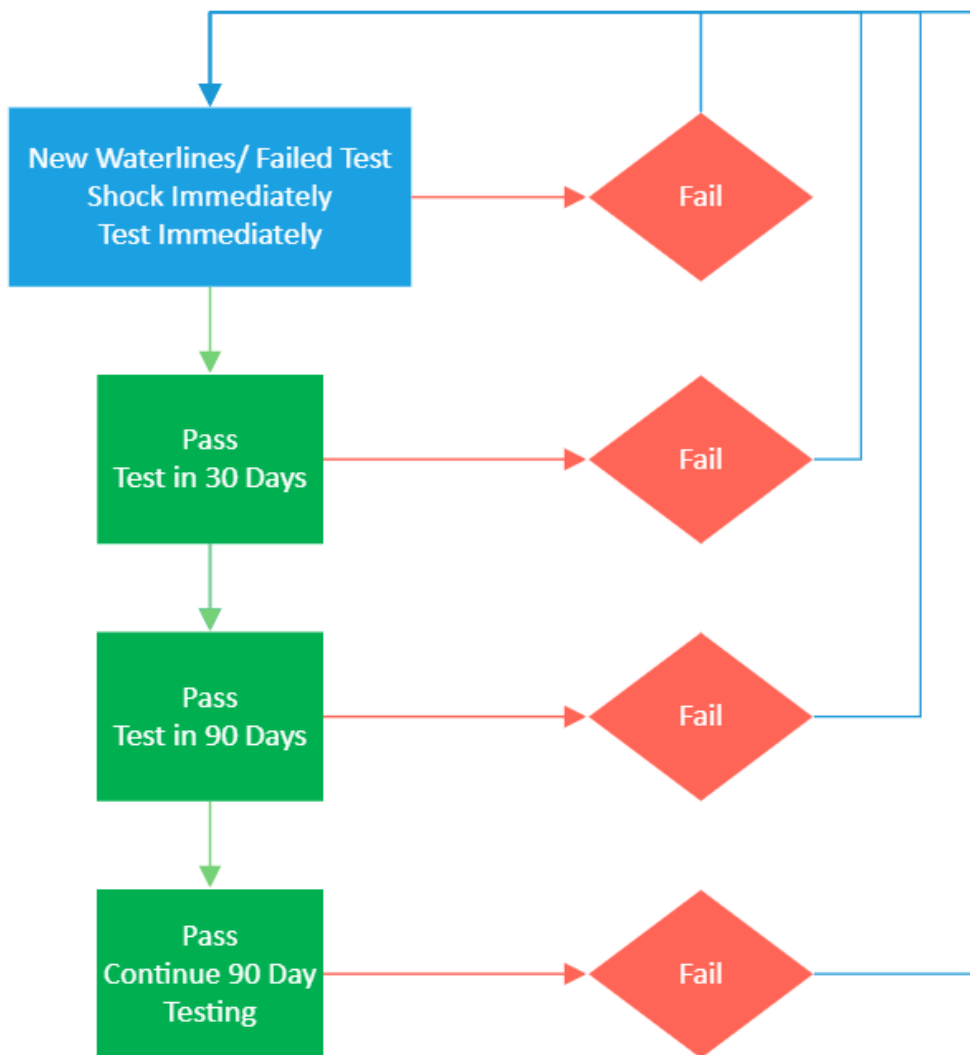 New Waterlines/ Failed Test
Shock Immediately
Test Immediately
Fail
Pass
Test in 30 Days
Fail
Pass
Test in 90 Days
Fail
Pass
Continue 90 Day
Testing
Fail